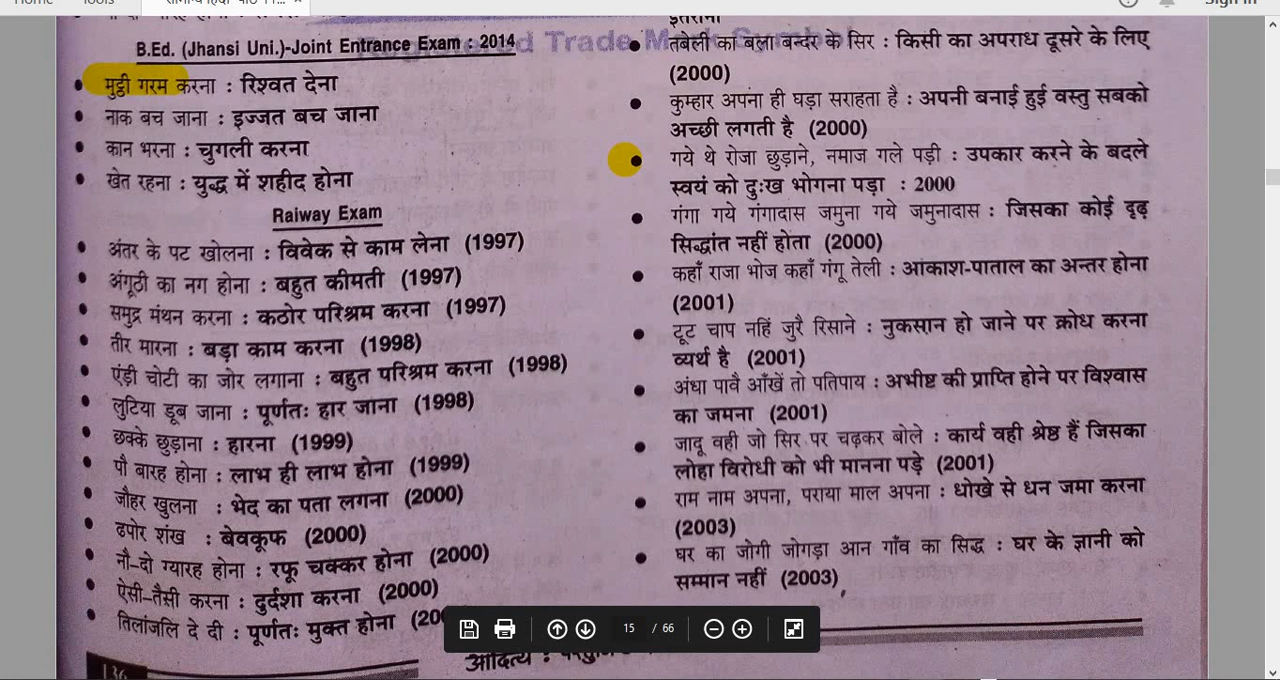 Home
Tools
Sign In
B.Ed. (Jhansi Uni.)-Joint Entrance Exam : 2014
• मुट्ठी गरम करना : रिश्वत देना
• नाक बच जाना : इज्जत बच जाना
• कान भरना : चुगली करना
• खेत रहना : युद्ध में शहीद होना
Raiway Exam
• अंतर के पट खोलना : विवेक से काम लेना (1997)
• अंगूठी का नग होना : बहुत कीमती (1997)
• समुद्र मंथन करना : कठोर परिश्रम करना (1997)
• तीर मारना : बड़ा काम करना (1998)
• एंड़ी चोटी का जोर लगाना : बहुत परिश्रम करना (1998)
• लुटिया डूब जाना : पूर्णतः हार जाना (1998)
• छक्के छुड़ाना : हारना (1999)
• पौ बारह होना : लाभ ही लाभ होना (1999)
• जौहर खुलना : भेद का पता लगना (2000)
• ढपोर शंख : बेवकूफ (2000)
• नौ-दो ग्यारह होना : रफू चक्कर होना (2000)
• ऐसी-तैसी करना : दुर्दशा करना (2000)
• तिलांजलि दे दी : पूर्णतः मुक्त होना
इतराना
• तबेली का बला बन्दर के सिर : किसी का अपराध दूसरे के लिए
(2000)
• कुम्हार अपना ही घड़ा सराहता है : अपनी बनाई हुई वस्तु सबको
अच्छी लगती है (2000)
• गये थे रोजा छुड़ाने, नमाज गले पड़ी : उपकार करने के बदले
स्वयं को दुःख भोगना पड़ा : 2000
• गंगा गये गंगादास जमुना गये जमुनादास : जिसका कोई दृढ़
सिद्धांत नहीं होता (2000)
• कहाँ राजा भोज कहाँ गंगू तेली : आकाश-पाताल का अन्तर होना
(2001)
• टूट चाप नहिं जुरै रिसाने : नुकसान हो जाने पर क्रोध करना
व्यर्थ है (2001)
• अंधा पावै आँखें तो पतिपाय : अभीष्ट की प्राप्ति होने पर विश्वास
का जमना (2001)
• जादू वही जो सिर पर चढ़कर बोले : कार्य वही श्रेष्ठ हैं जिसका
लोहा विरोधी को भी मानना पड़े (2001)
• राम नाम अपना, पराया माल अपना : धोखे से धन जमा करना
(2003)
• घर का जोगी जोगड़ा आन गाँव का सिद्ध : घर के ज्ञानी को
सम्मान नहीं (2003)
15 / 66
136